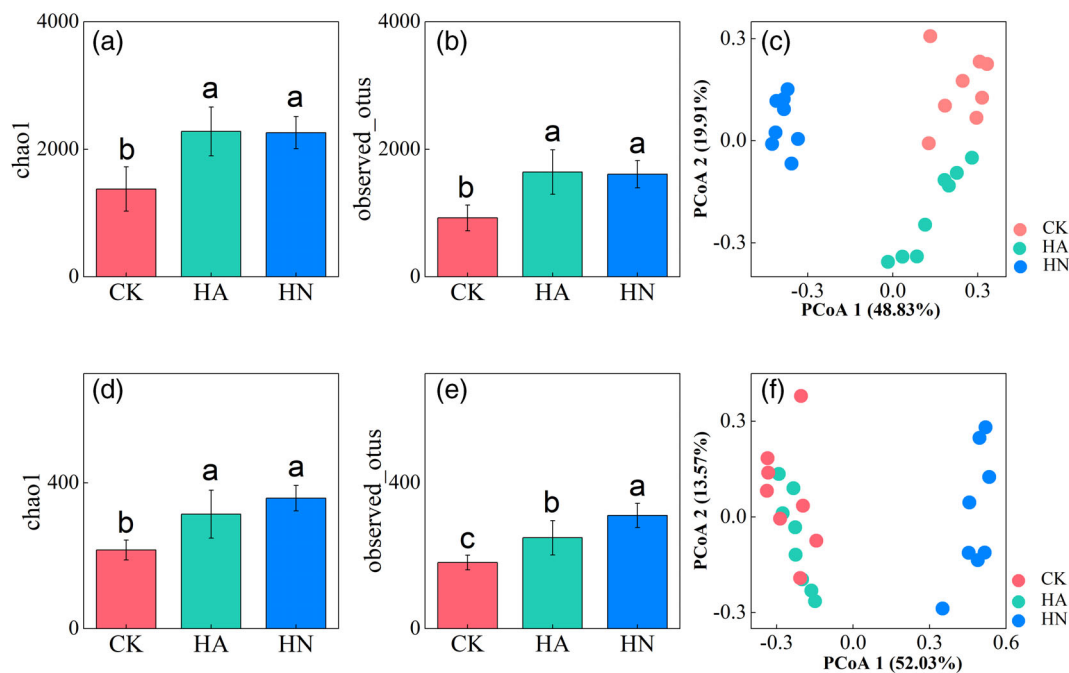 (a)
4000
2000
0
chao1
b
a
a
CK
HA
HN
(b)
4000
2000
0
observed_otus
b
a
a
CK
HA
HN
(c)
0.3
0.0
-0.3
PCoA 2 (19.91%)
-0.3
0.0
0.3
PCoA 1 (48.83%)
CK
HA
HN
(d)
400
0
chao1
b
a
a
CK
HA
HN
(e)
400
0
observed_otus
c
b
a
CK
HA
HN
(f)
0.3
0.0
-0.3
PCoA 2 (13.57%)
-0.3
0.0
0.3
0.6
PCoA 1 (52.03%)
CK
HA
HN